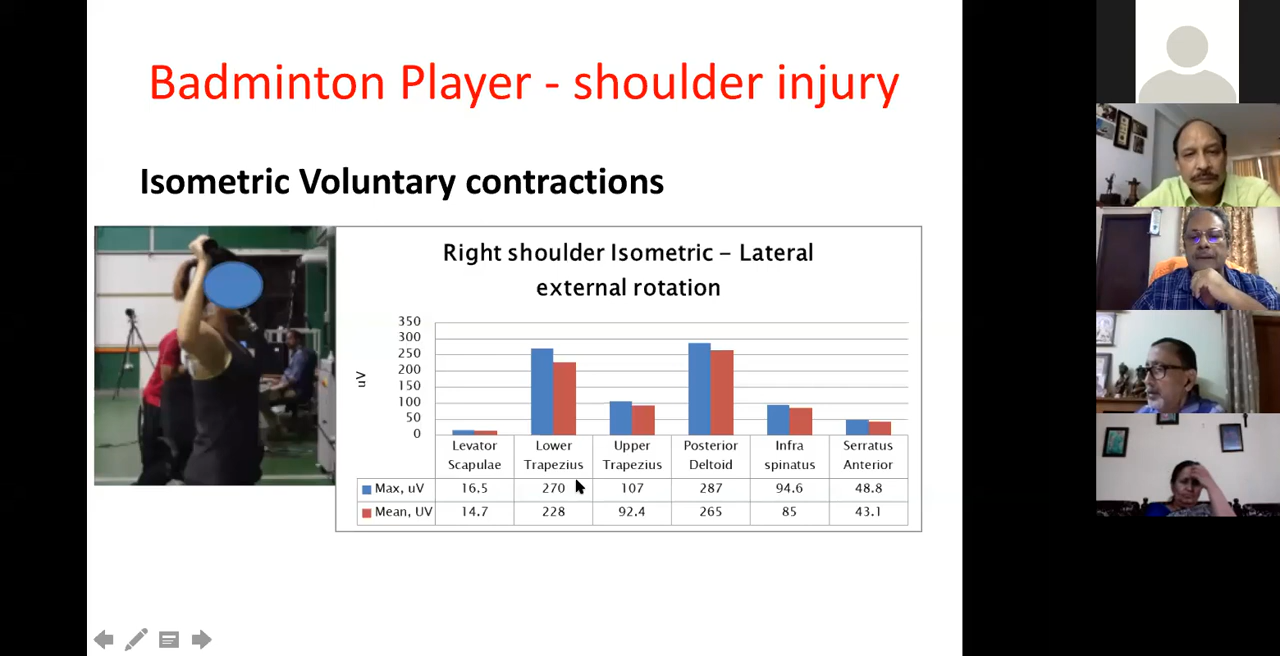 Badminton Player - shoulder injury
Isometric Voluntary contractions
Right shoulder Isometric – Lateral
external rotation
350
300
250
200
150
100
50
0
uV
Levator Scapulae Lower Trapezius Upper Trapezius Posterior Deltoid Infra spinatus Serratus Anterior
Max, uV 16.5 270 107 287 94.6 48.8
Mean, UV 14.7 228 92.4 265 85 43.1